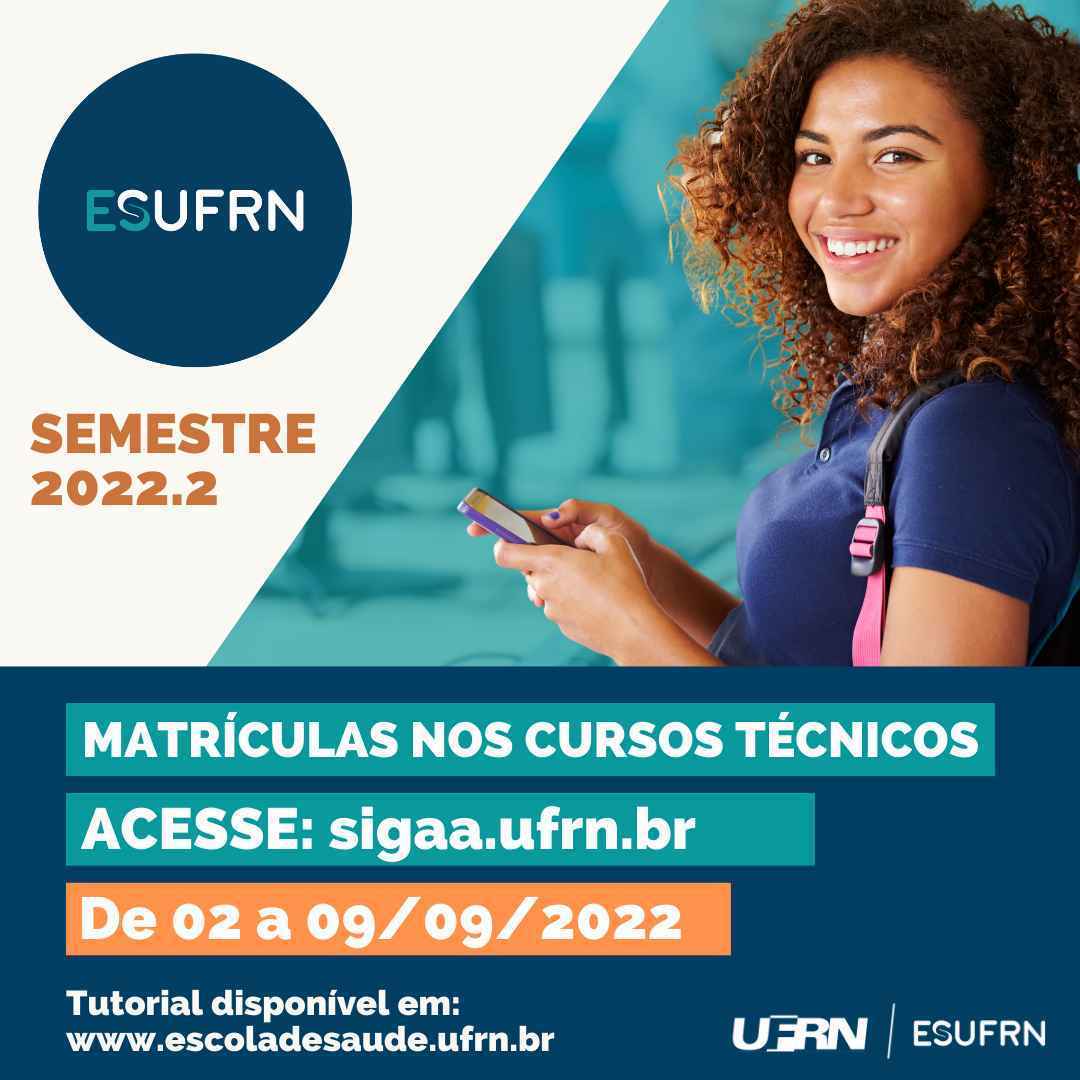 ESUFRN
SEMESTRE
2022.2
MATRÍCULAS NOS CURSOS TÉCNICOS
ACESSE: sigaa.ufrn.br
De 02 a 09/09/2022
Tutorial disponível em:
www.escoladesaude.ufrn.br
UFRN | ESUFRN